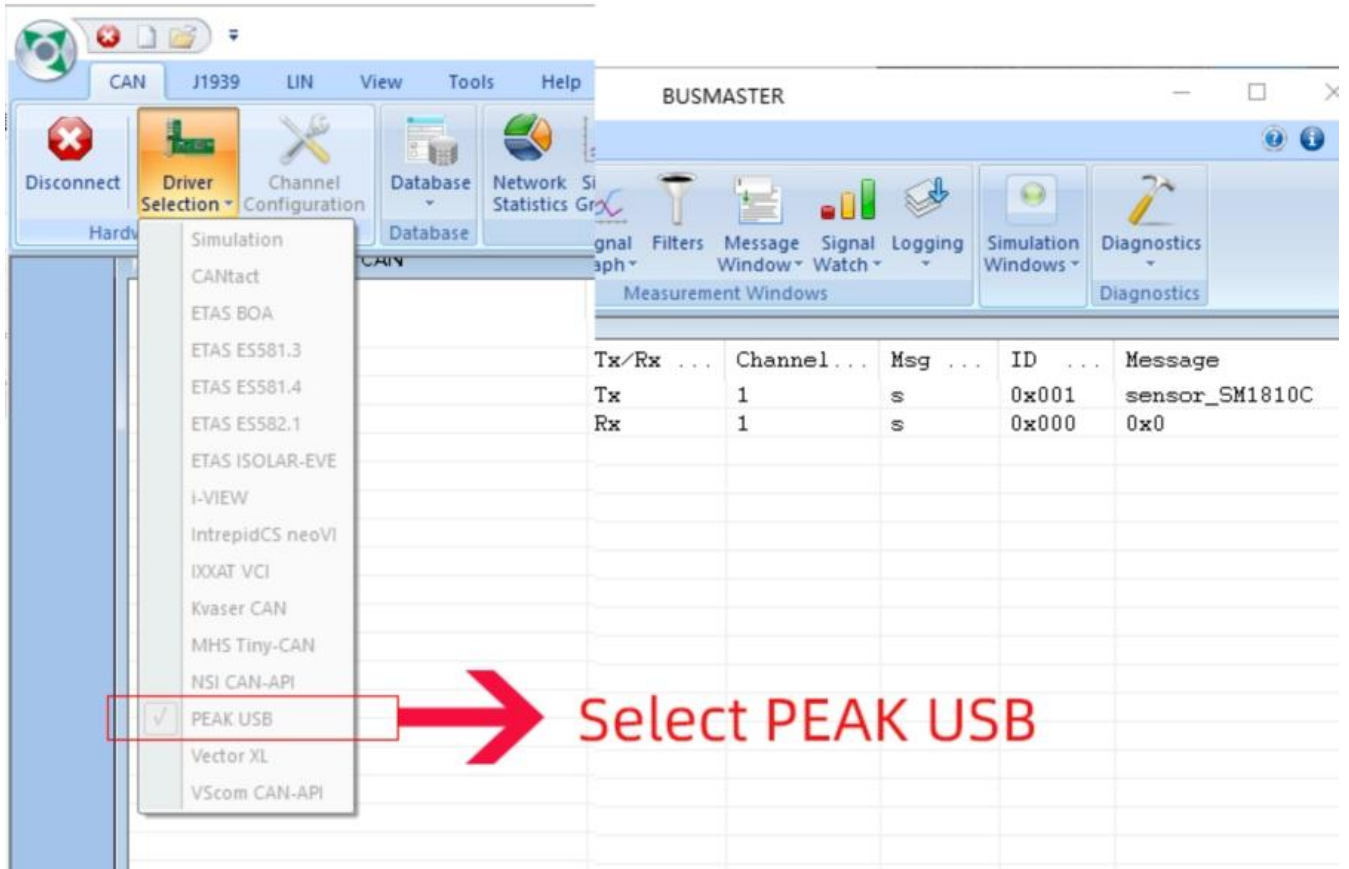 CAN J1939 LIN View Tools Help
BUSMASTER
Disconnect
Driver Selection
Channel Configuration
Database
Network Statistics
Filters
Message Window
Signal Watch
Logging
Simulation Windows
Diagnostics
Database
Measurement Windows
Diagnostics
CAN
Simulation
CANtact
ETAS BOA
ETAS ES581.3
ETAS ES581.4
ETAS ES582.1
ETAS ISOLAR-EVE
i-VIEW
IntrepidCS neoVI
IXXAT VCI
Kvaser CAN
MHS Tiny-CAN
NSI CAN-API
√ PEAK USB
Vector XL
VScom CAN-API
Tx/Rx ... Channel... Msg ... ID ... Message
Tx 1 s 0x001 sensor_SM1810C
Rx 1 s 0x000 0x0
Select PEAK USB